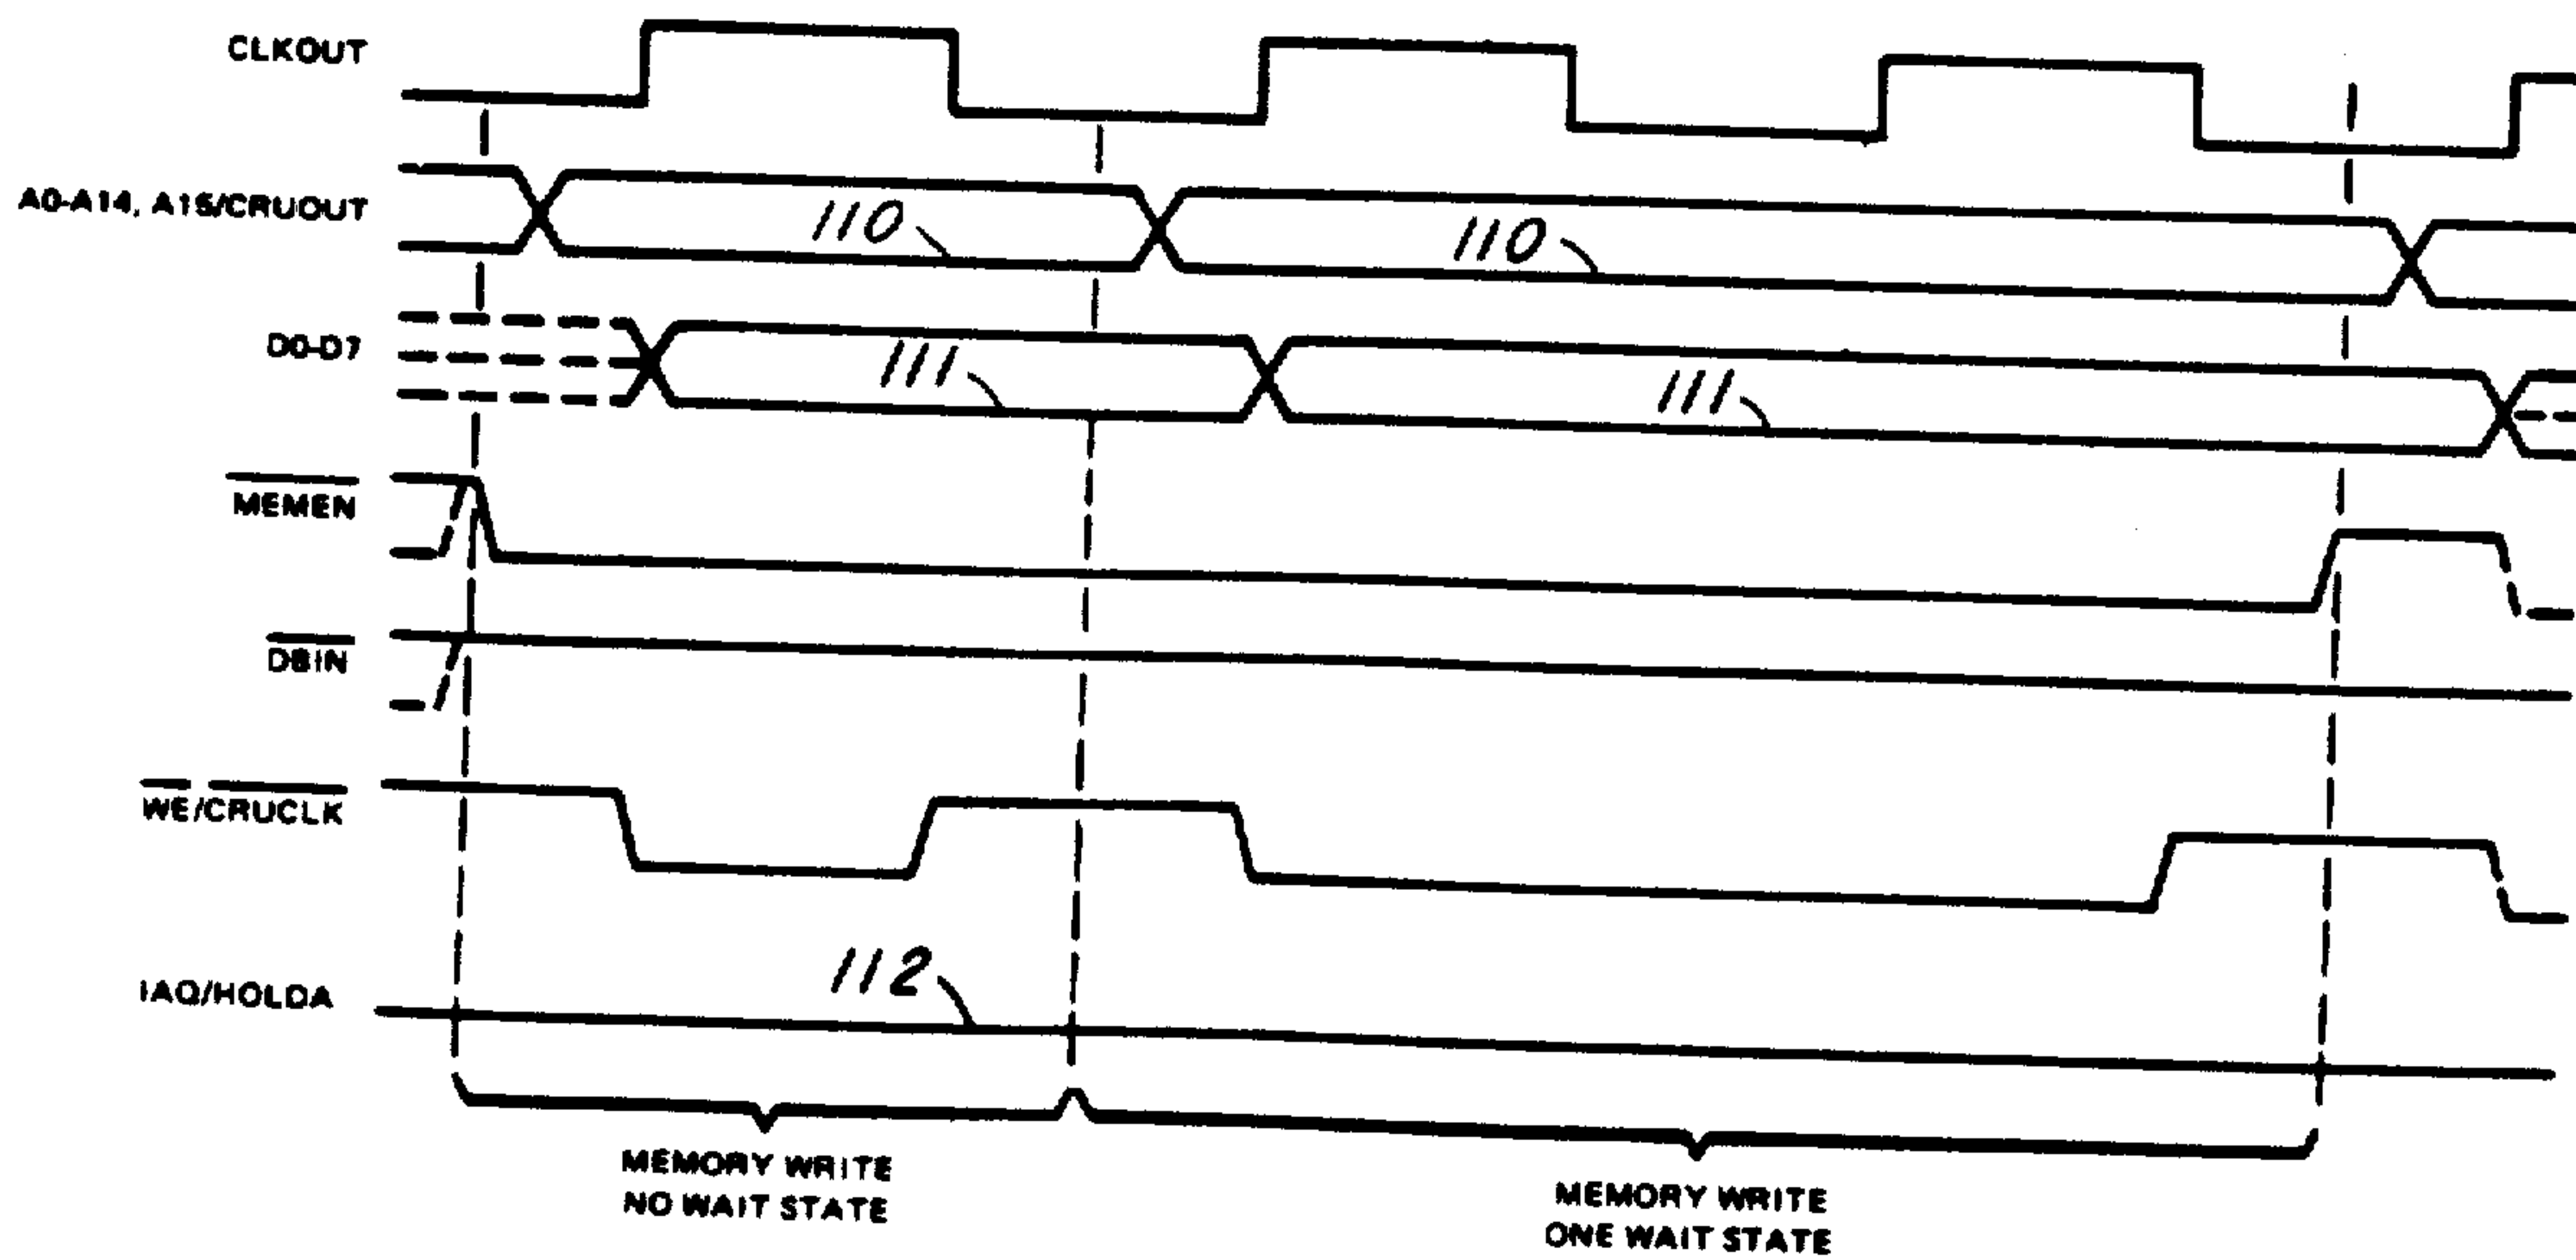 CLKOUT
A0-A14, A15/CRUOUT
110
110
D0-D7
111
111
MEMEN
DBIN
WE/CRUCLK
IAQ/HOLDA
112
MEMORY WRITE
NO WAIT STATE
MEMORY WRITE
ONE WAIT STATE